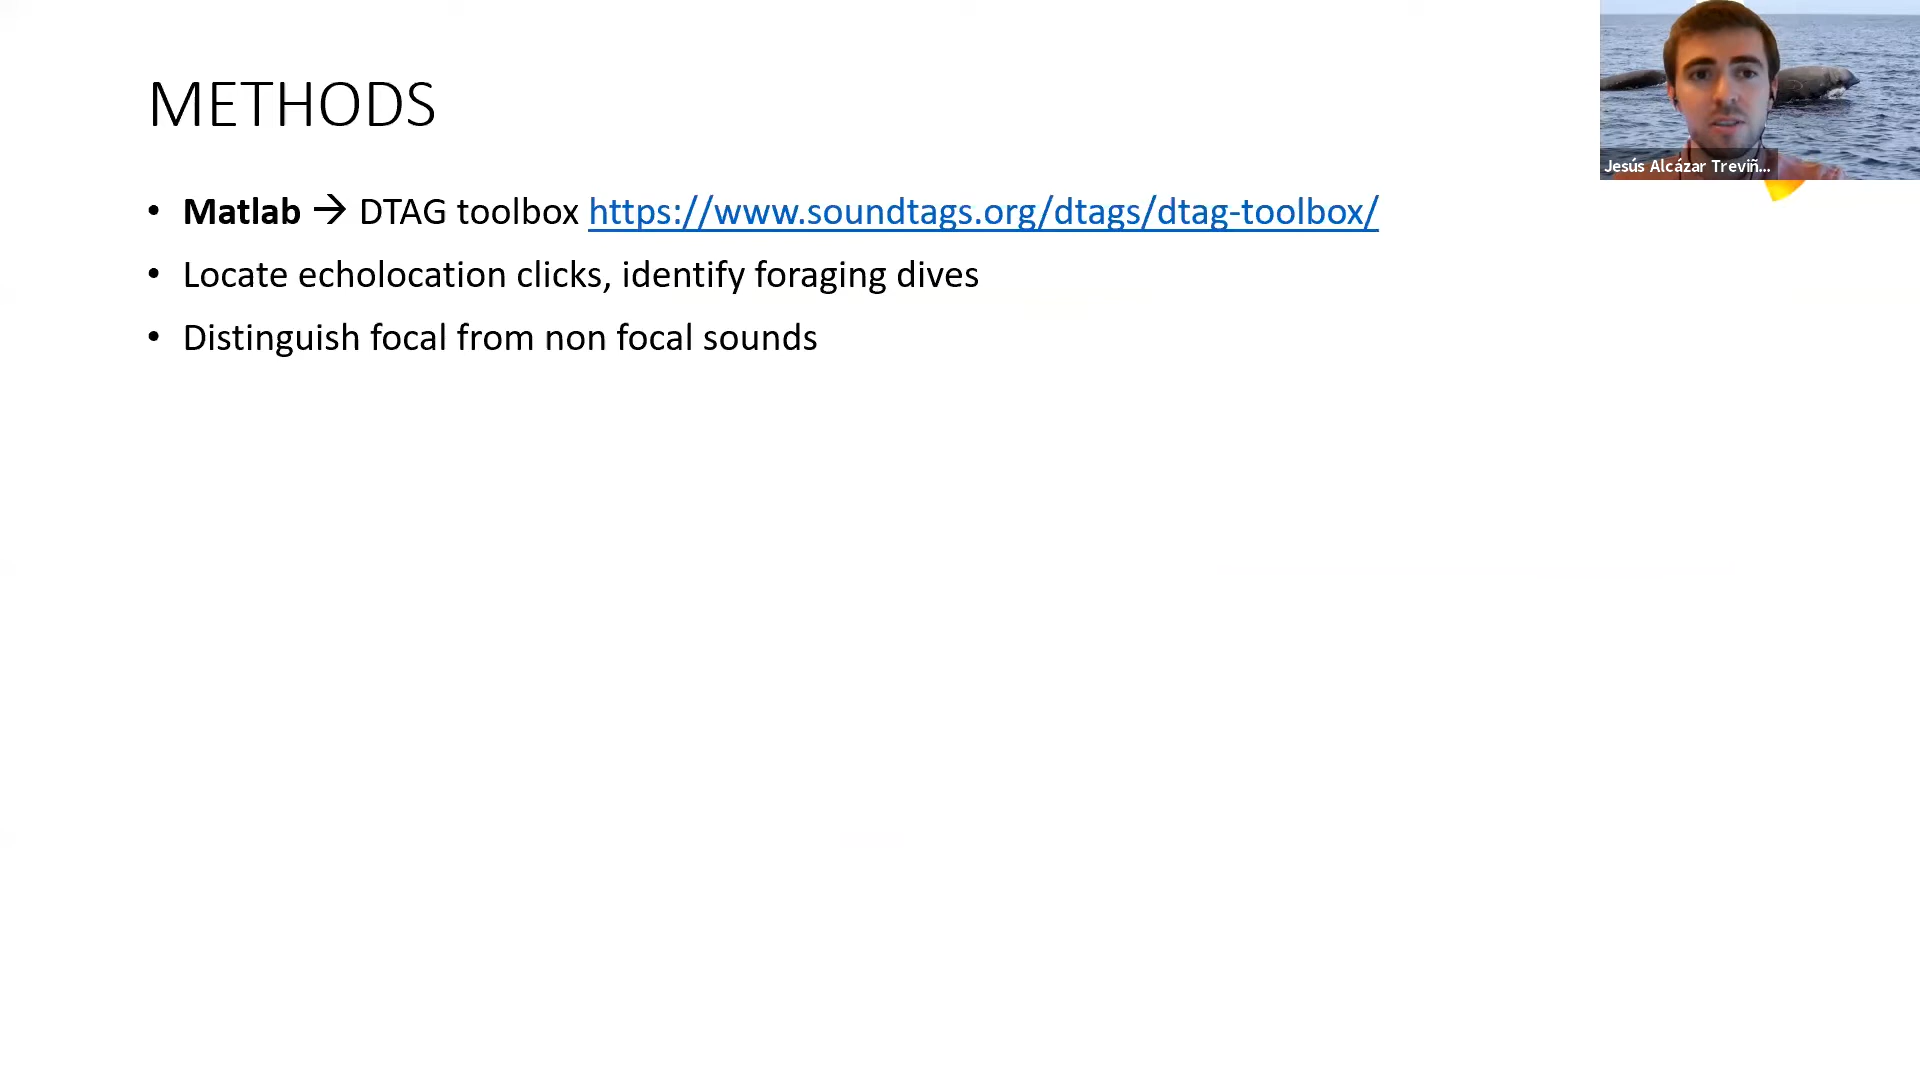 METHODS
• Matlab → DTAG toolbox https://www.soundtags.org/dtags/dtag-toolbox/
• Locate echolocation clicks, identify foraging dives
• Distinguish focal from non focal sounds
Jesús Alcázar Treviñ...